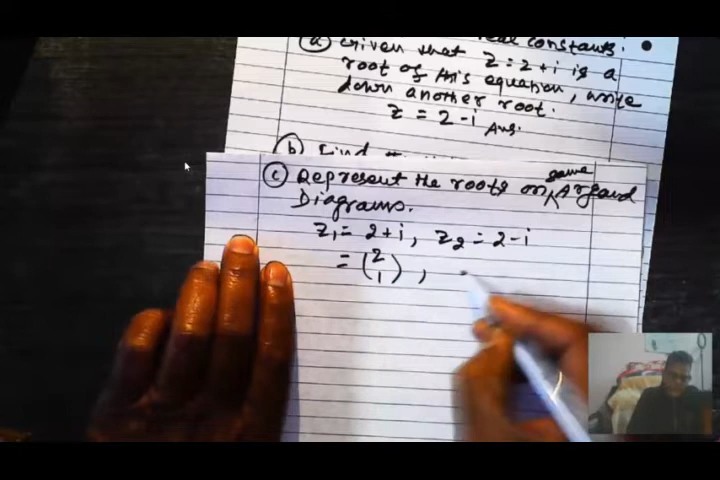 real constants.
(a) Given that z = 2 + i is a
root of this equation, write
down another root.
z = 2 - i Ans.
(b) Find
same
(c) Represent the roots on ^ Argand
Diagrams.
z₁ = 2 + i, z₂ = 2 - i
= (2 1),